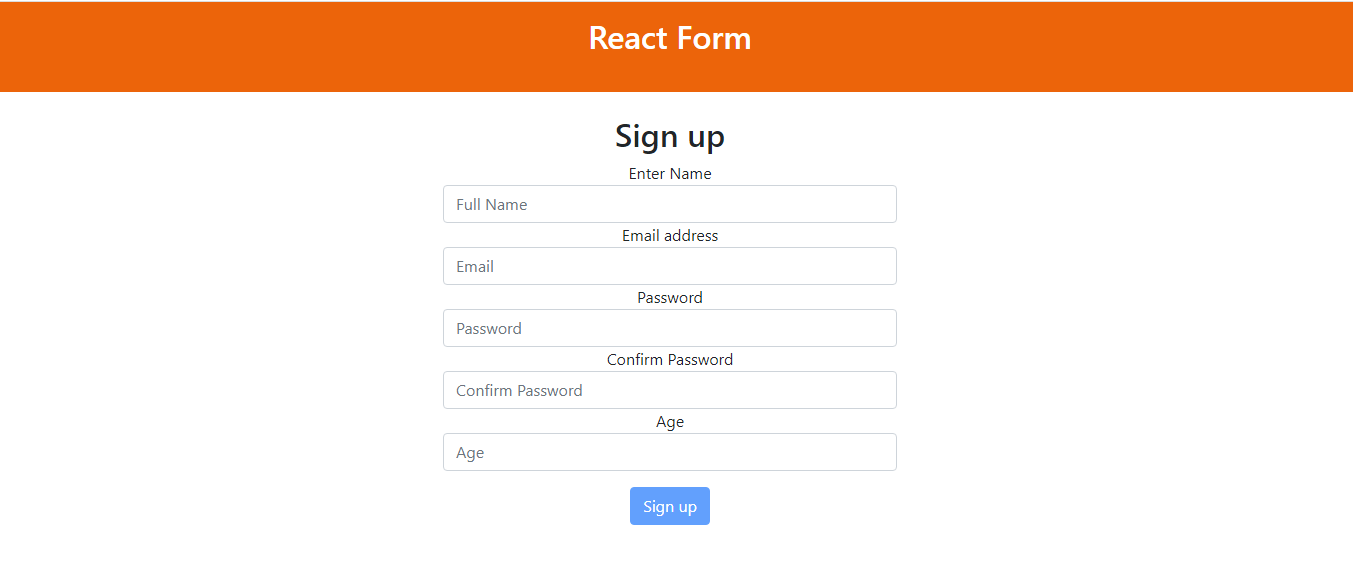 React Form
Sign up
Enter Name
Full Name
Email address
Email
Password
Password
Confirm Password
Confirm Password
Age
Age
Sign up